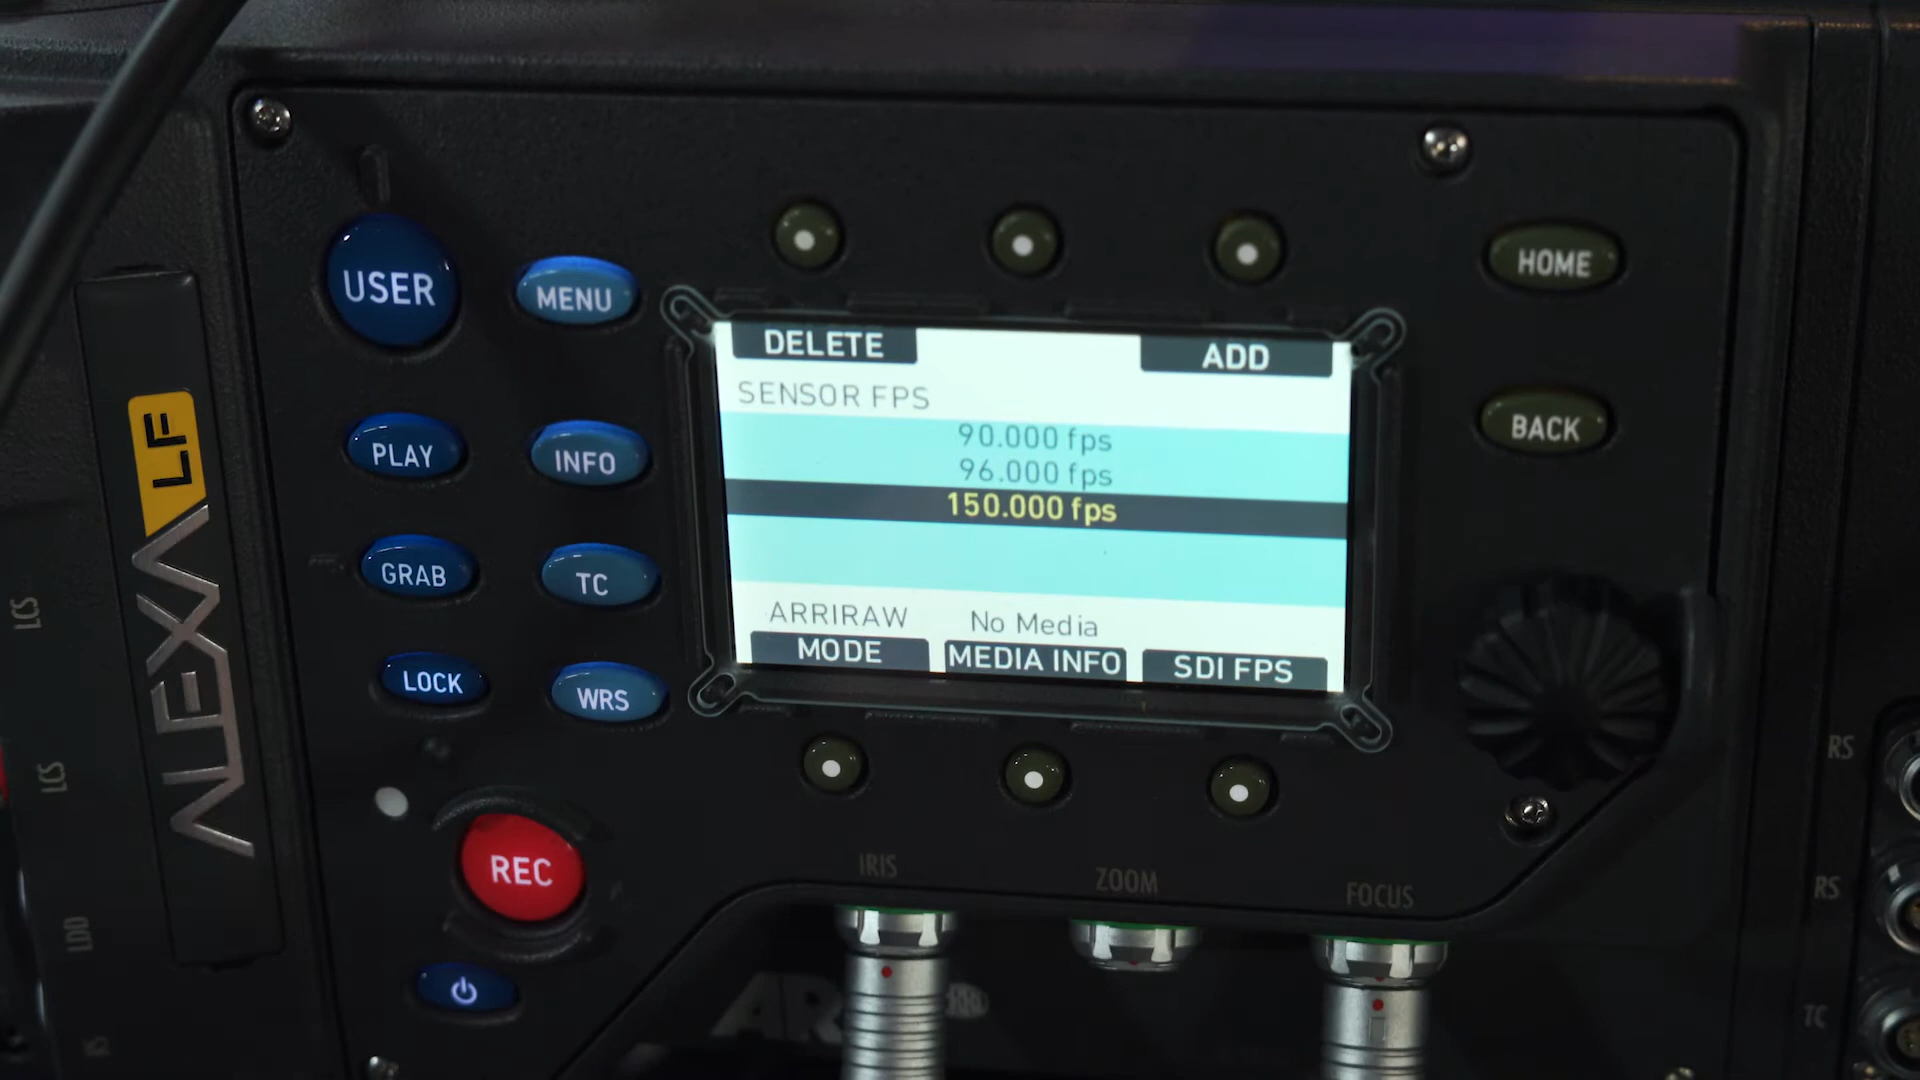 USER
MENU
HOME
DELETE
ADD
SENSOR FPS
90.000 fps
96.000 fps
150.000 fps
ARRIRAW No Media
MODE MEDIA INFO SDI FPS
BACK
PLAY
INFO
GRAB
TC
LOCK
WRS
REC
IRIS
ZOOM
FOCUS
ALEXA LF
LCS
LCS
LDD
RS
RS
TC